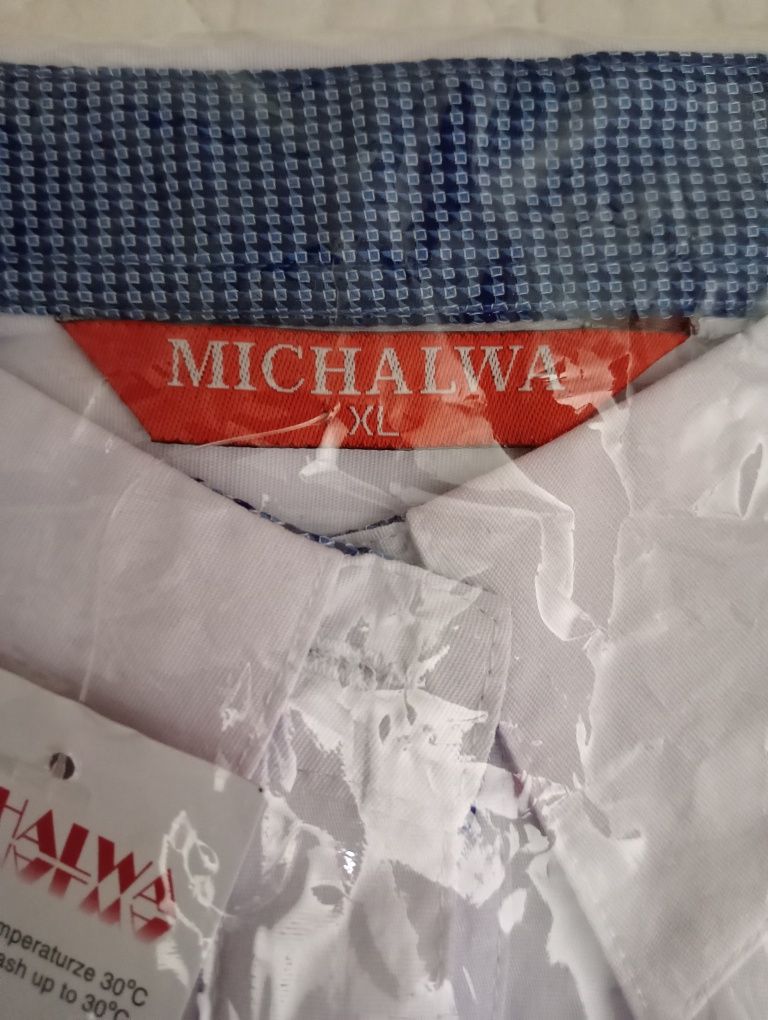 MICHALWA
XL
HALWA
mperaturze 30°C
ash up to 30°C